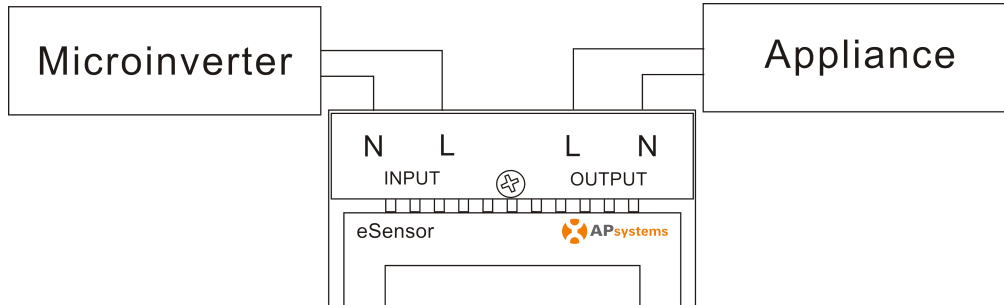 Microinverter
Appliance
N L L N
INPUT OUTPUT
eSensor APsystems